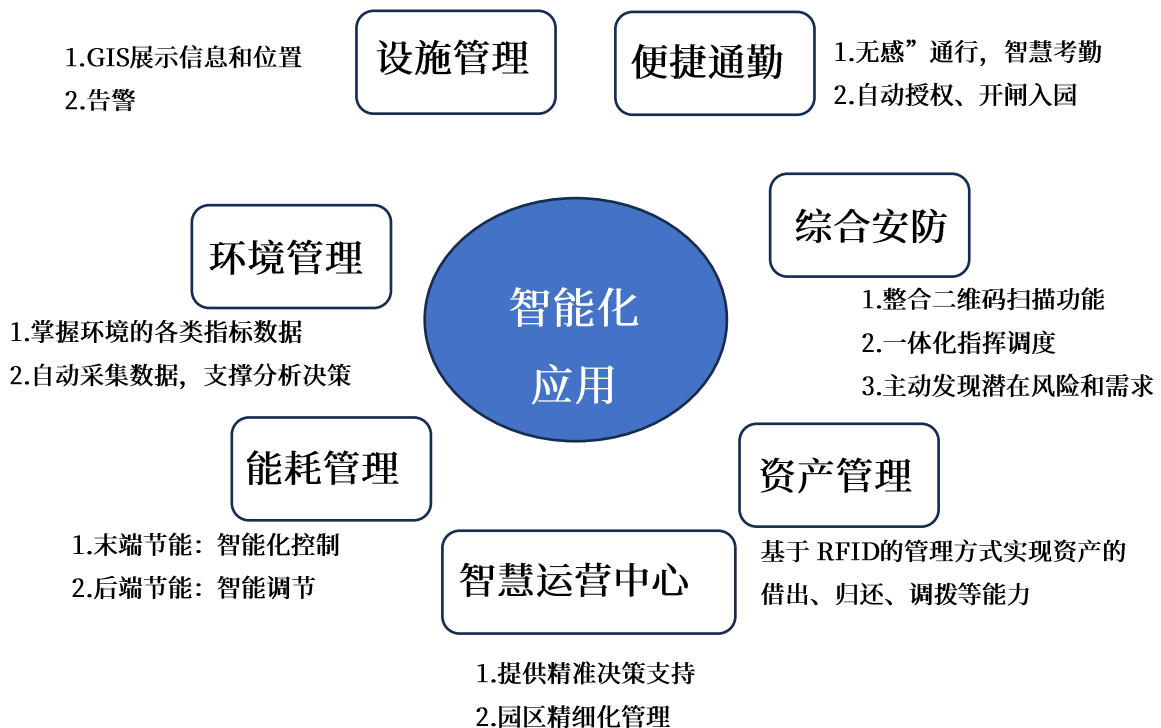 设施管理
1.GIS展示信息和位置
2.告警
便捷通勤
1.无感”通行，智慧考勤
2.自动授权、开闸入园
环境管理
1.掌握环境的各类指标数据
2.自动采集数据，支撑分析决策
智能化
应用
综合安防
1.整合二维码扫描功能
2.一体化指挥调度
3.主动发现潜在风险和需求
能耗管理
1.末端节能：智能化控制
2.后端节能：智能调节
智慧运营中心
1.提供精准决策支持
2.园区精细化管理
资产管理
基于 RFID的管理方式实现资产的
借出、归还、调拨等能力